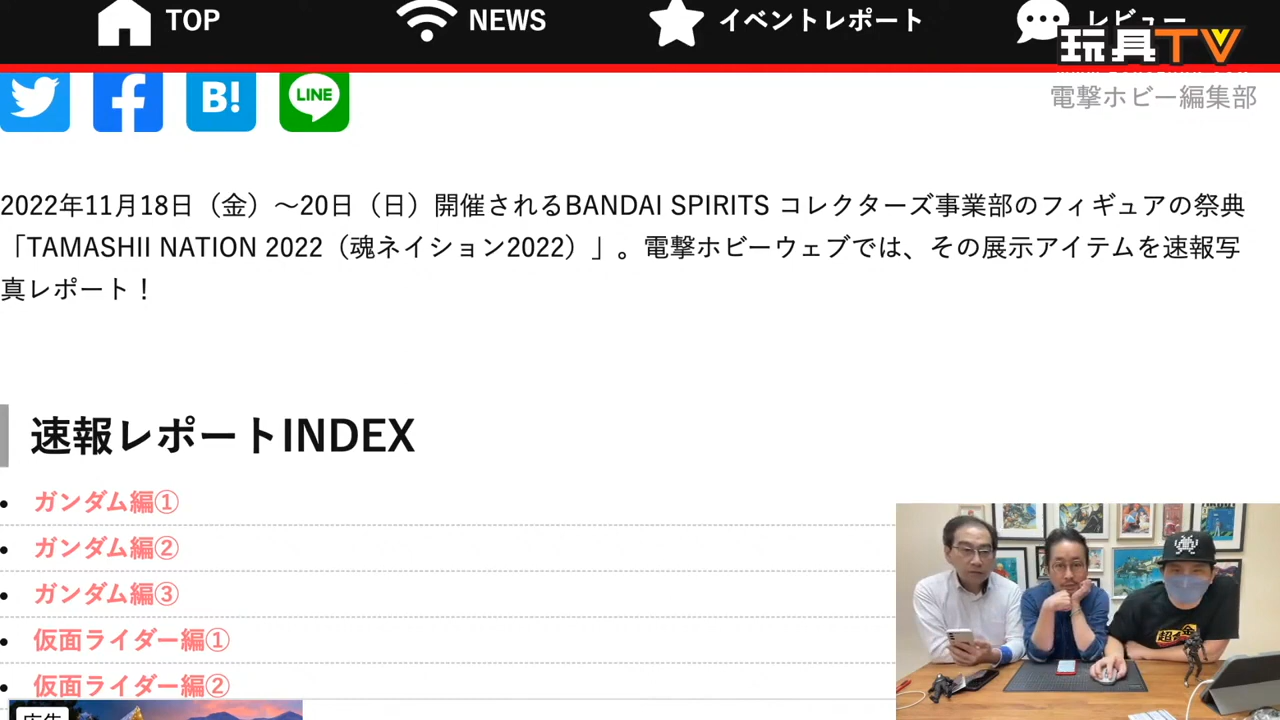 TOP
NEWS
イベントレポート
レビュー
玩具TV
B!
LINE
電撃ホビー編集部
2022年11月18日（金）～20日（日）開催されるBANDAI SPIRITS コレクターズ事業部のフィギュアの祭典
「TAMASHII NATION 2022（魂ネイション2022）」。電撃ホビーウェブでは、その展示アイテムを速報写
真レポート！
速報レポートINDEX
ガンダム編①
ガンダム編②
ガンダム編③
仮面ライダー編①
仮面ライダー編②
広告
超合金